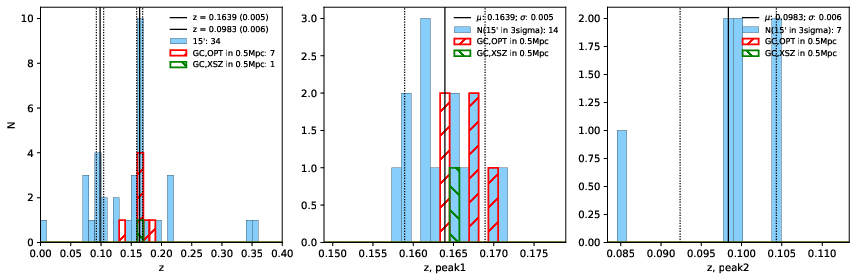 z = 0.1639 (0.005)
z = 0.0983 (0.006)
15': 34
GC,OPT in 0.5Mpc: 7
GC,XSZ in 0.5Mpc: 1
N
10
8
6
4
2
0
0.00 0.05 0.10 0.15 0.20 0.25 0.30 0.35 0.40
z
μ: 0.1639; σ: 0.005
N(15' in 3sigma): 14
GC,OPT in 0.5Mpc
GC,XSZ in 0.5Mpc
3.0
2.5
2.0
1.5
1.0
0.5
0.0
0.150 0.155 0.160 0.165 0.170 0.175
z, peak1
μ: 0.0983; σ: 0.006
N(15' in 3sigma): 7
GC,OPT in 0.5Mpc
GC,XSZ in 0.5Mpc
2.00
1.75
1.50
1.25
1.00
0.75
0.50
0.25
0.00
0.085 0.090 0.095 0.100 0.105 0.110
z, peak2